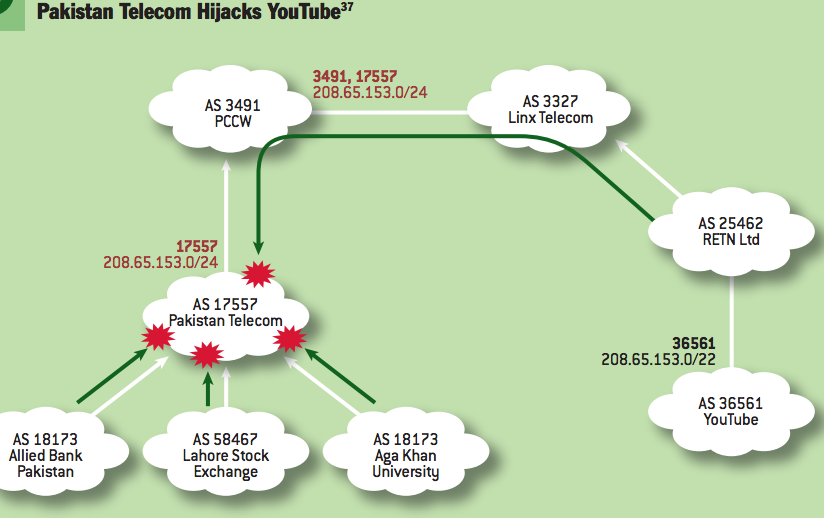 Pakistan Telecom Hijacks YouTube37
3491, 17557
208.65.153.0/24
AS 3491
PCCW
AS 3327
Linx Telecom
AS 25462
RETN Ltd
17557
208.65.153.0/24
AS 17557
Pakistan Telecom
36561
208.65.153.0/22
AS 36561
YouTube
AS 18173
Allied Bank
Pakistan
AS 58467
Lahore Stock
Exchange
AS 18173
Aga Khan
University